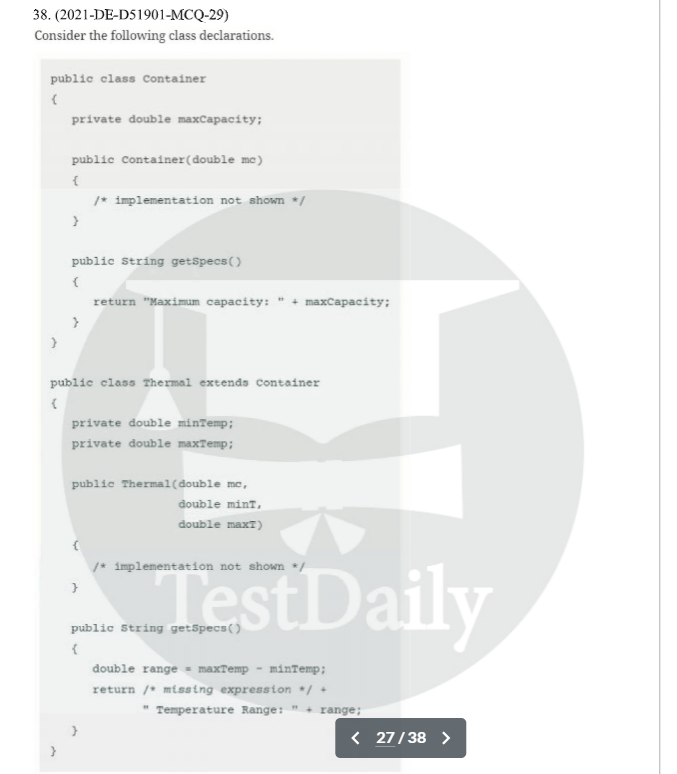 38. (2021-DE-D51901-MCQ-29)
Consider the following class declarations.
public class Container
{
private double maxCapacity;
public Container(double mc)
{
/* implementation not shown */
}
public String getSpecs()
{
return "Maximum capacity: " + maxCapacity;
}
}
public class Thermal extends Container
{
private double minTemp;
private double maxTemp;
public Thermal(double mc,
double minT,
double maxT)
{
/* implementation not shown */
}
TestDaily
public String getSpecs()
{
double range = maxTemp - minTemp;
return /* missing expression */ +
" Temperature Range: " + range;
}
}
< 27 / 38 >